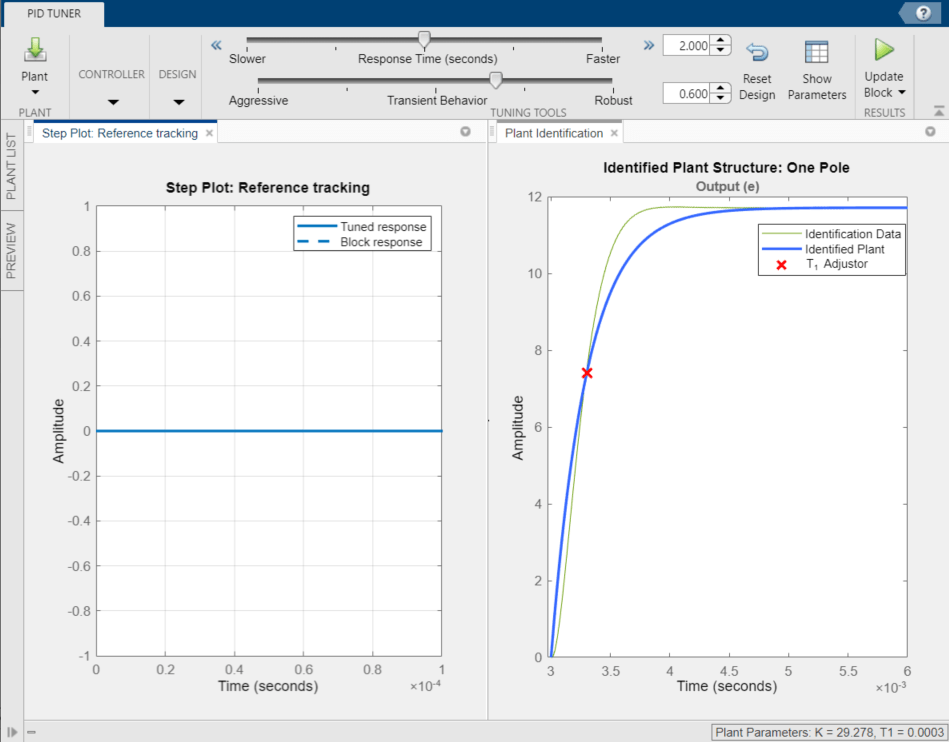 PID TUNER
?
Plant
PLANT
CONTROLLER
DESIGN
Slower
Response Time (seconds)
Faster
2.000
Aggressive
Transient Behavior
Robust
0.600
TUNING TOOLS
Reset
Design
Show
Parameters
Update
Block
RESULTS
PLANT LIST
PREVIEW
Step Plot: Reference tracking ×
Plant Identification ×
Step Plot: Reference tracking
Tuned response
Block response
1
0.8
0.6
0.4
0.2
0
-0.2
-0.4
-0.6
-0.8
-1
Amplitude
0 0.2 0.4 0.6 0.8 1
Time (seconds)
×10⁻⁴
Identified Plant Structure: One Pole
Output (e)
Identification Data
Identified Plant
T₁ Adjustor
12
10
8
6
4
2
0
Amplitude
3 3.5 4 4.5 5 5.5 6
Time (seconds)
×10⁻³
Plant Parameters: K = 29.278, T1 = 0.0003